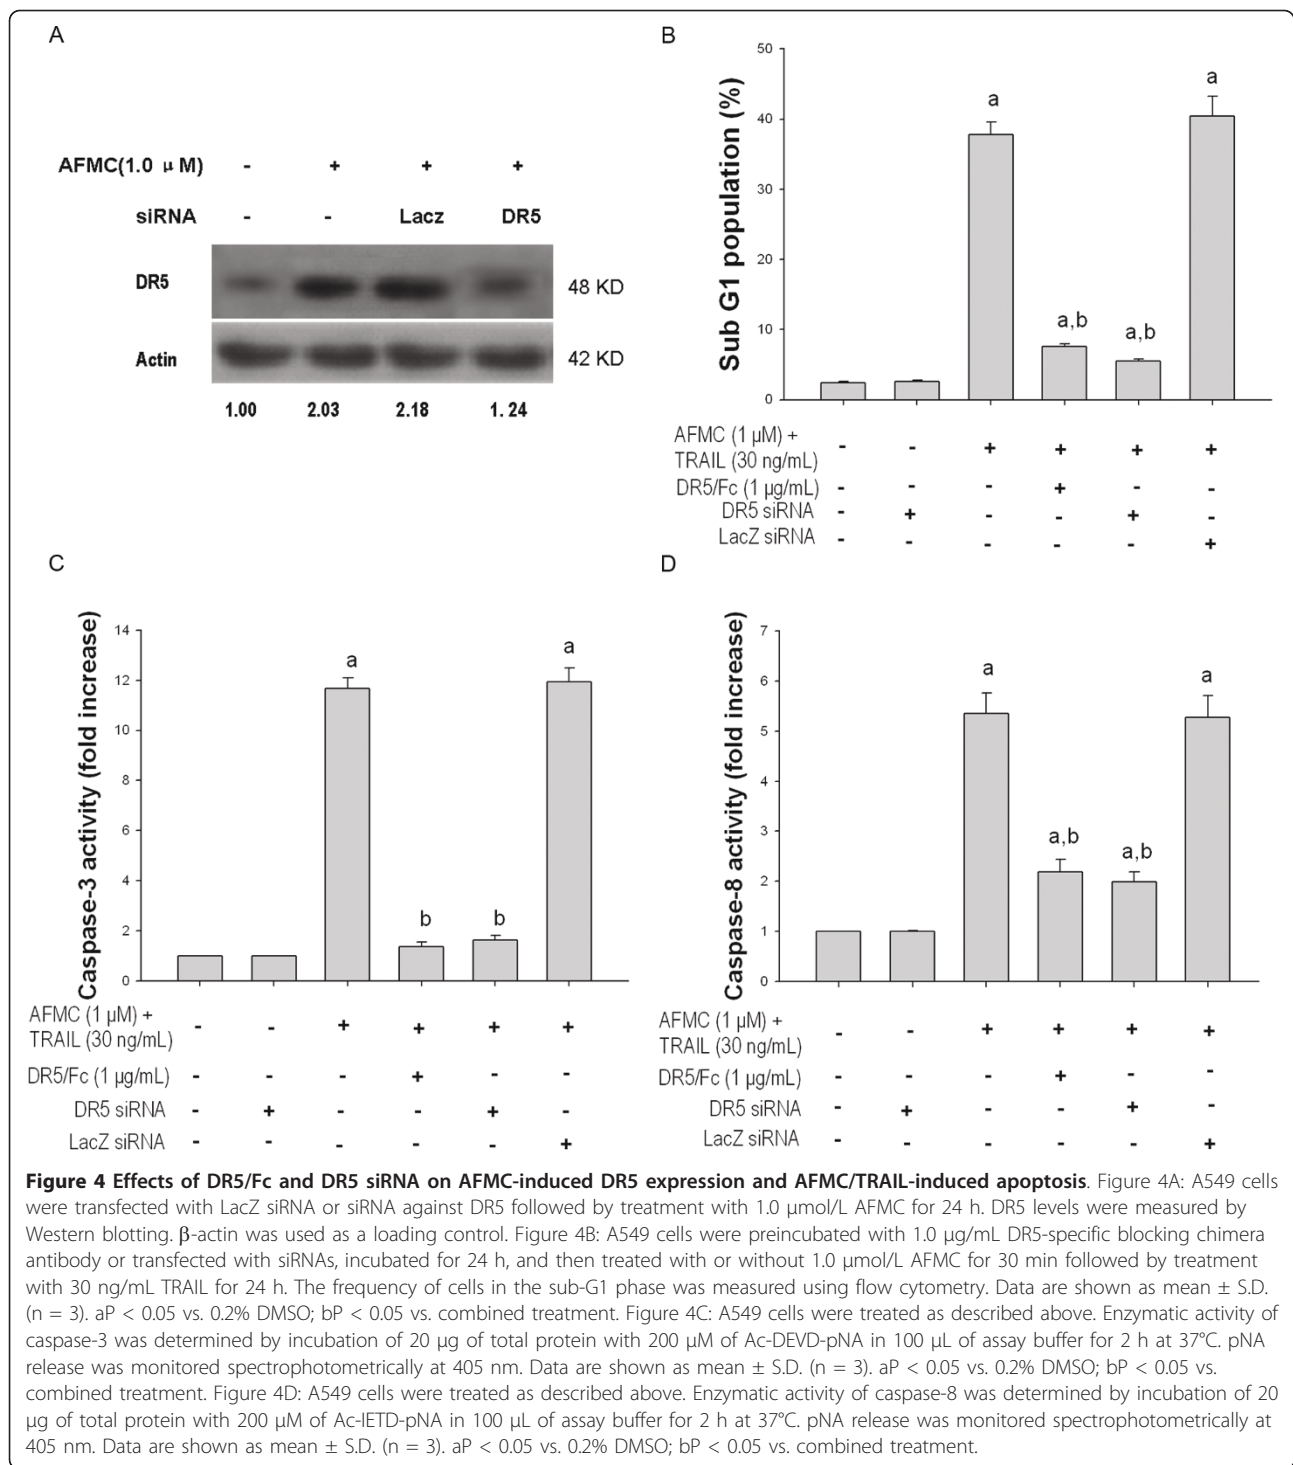 A
AFMC(1.0 μ M) - + + +
siRNA - - Lacz DR5
DR5 48 KD
Actin 42 KD
1.00 2.03 2.18 1. 24
B
Sub G1 population (%)
50
40
30
20
10
0
a
a,b
a,b
a
AFMC (1 µM) +
TRAIL (30 ng/mL) - - + + + +
DR5/Fc (1 µg/mL) - - - + - -
DR5 siRNA - + - - + -
LacZ siRNA - - - - - +
C
Caspase-3 activity (fold increase)
14
12
10
8
6
4
2
0
a
b
b
a
AFMC (1 µM) +
TRAIL (30 ng/mL) - - + + + +
DR5/Fc (1 µg/mL) - - - + - -
DR5 siRNA - + - - + -
LacZ siRNA - - - - - +
D
Caspase-8 activity (fold increase)
7
6
5
4
3
2
1
0
a
a,b
a,b
a
AFMC (1 µM) +
TRAIL (30 ng/mL) - - + + + +
DR5/Fc (1 µg/mL) - - - + - -
DR5 siRNA - + - - + -
LacZ siRNA - - - - - +
Figure 4 Effects of DR5/Fc and DR5 siRNA on AFMC-induced DR5 expression and AFMC/TRAIL-induced apoptosis. Figure 4A: A549 cells
were transfected with LacZ siRNA or siRNA against DR5 followed by treatment with 1.0 μmol/L AFMC for 24 h. DR5 levels were measured by
Western blotting. β-actin was used as a loading control. Figure 4B: A549 cells were preincubated with 1.0 μg/mL DR5-specific blocking chimera
antibody or transfected with siRNAs, incubated for 24 h, and then treated with or without 1.0 μmol/L AFMC for 30 min followed by treatment
with 30 ng/mL TRAIL for 24 h. The frequency of cells in the sub-G1 phase was measured using flow cytometry. Data are shown as mean ± S.D.
(n = 3). aP < 0.05 vs. 0.2% DMSO; bP < 0.05 vs. combined treatment. Figure 4C: A549 cells were treated as described above. Enzymatic activity of
caspase-3 was determined by incubation of 20 μg of total protein with 200 μM of Ac-DEVD-pNA in 100 μL of assay buffer for 2 h at 37°C. pNA
release was monitored spectrophotometrically at 405 nm. Data are shown as mean ± S.D. (n = 3). aP < 0.05 vs. 0.2% DMSO; bP < 0.05 vs.
combined treatment. Figure 4D: A549 cells were treated as described above. Enzymatic activity of caspase-8 was determined by incubation of 20
μg of total protein with 200 μM of Ac-IETD-pNA in 100 μL of assay buffer for 2 h at 37°C. pNA release was monitored spectrophotometrically at
405 nm. Data are shown as mean ± S.D. (n = 3). aP < 0.05 vs. 0.2% DMSO; bP < 0.05 vs. combined treatment.